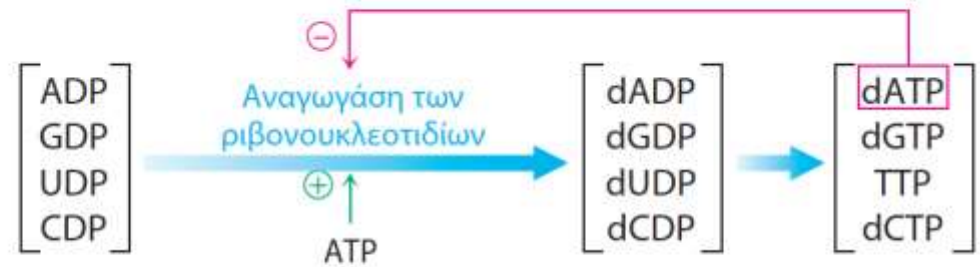 ⊖
ADP
GDP
UDP
CDP
Αναγωγάση των
ριβονουκλεοτιδίων
⊕
ATP
dADP
dGDP
dUDP
dCDP
dATP
dGTP
TTP
dCTP